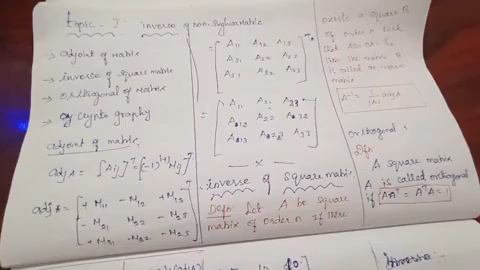 Topic - I : inverse of non-singular matrix
→ adjoint of Matrix
→ inverse of square matrix
→ orthogonal of Matrix
→ Cryptography
adjoint of matrix:
adj A = [Aij]^T = [(-1)^i+j Mij]^T
adj A = [ + M11 - M12 + M13
- M21 M22 - M23
+ M31 - M32 M33 ]^T
= [ A11 A12 A13
A21 A22 A23
A31 A32 A33 ]^T
= [ A11 A21
A12 A22 A32
A13 A23 A33 ]
— x —
inverse of square matrix
Defn: Let A be square
matrix of order n if there
exists a square B
of order n such
that AB = BA = In
the matrix B
is called an inverse
matrix
A^-1 = 1/|A| adj A
orthogonal :
Defn:
A square matrix
A is called orthogonal
if AA^T = A^T A = I
inverse:-